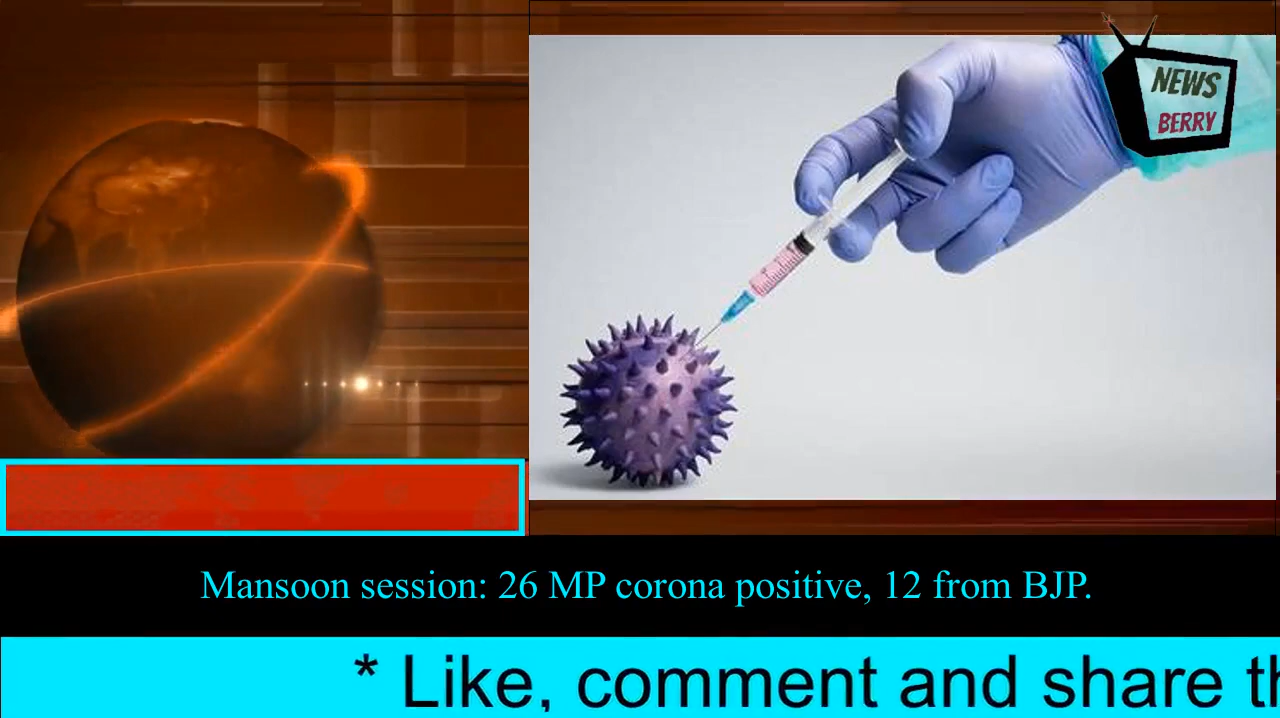 NEWS
BERRY
Mansoon session: 26 MP corona positive, 12 from BJP.
* Like, comment and share th